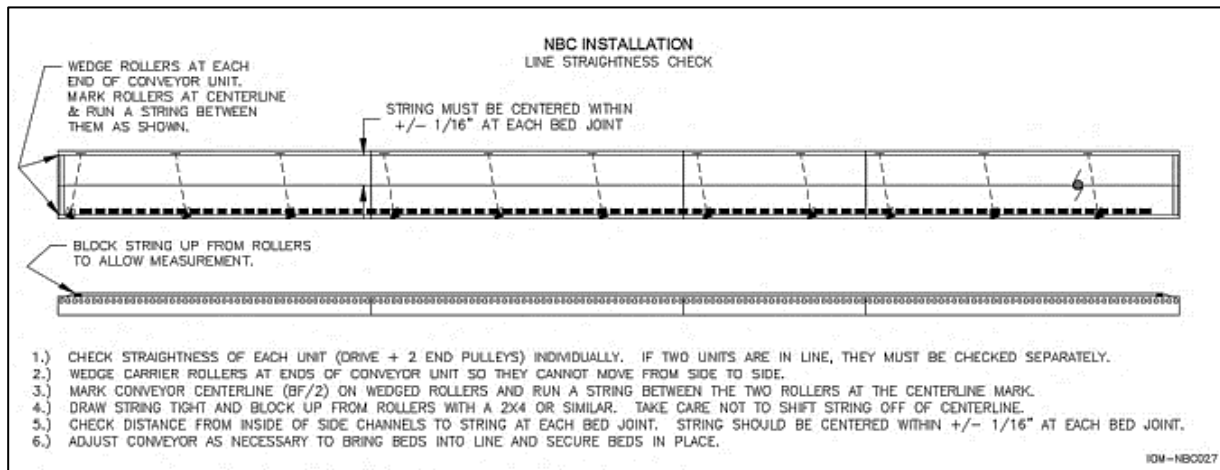 NBC INSTALLATION
LINE STRAIGHTNESS CHECK
WEDGE ROLLERS AT EACH
END OF CONVEYOR UNIT.
MARK ROLLERS AT CENTERLINE
& RUN A STRING BETWEEN
THEM AS SHOWN.
STRING MUST BE CENTERED WITHIN
+/- 1/16" AT EACH BED JOINT
BLOCK STRING UP FROM ROLLERS
TO ALLOW MEASUREMENT.
1.) CHECK STRAIGHTNESS OF EACH UNIT (DRIVE + 2 END PULLEYS) INDIVIDUALLY. IF TWO UNITS ARE IN LINE, THEY MUST BE CHECKED SEPARATELY.
2.) WEDGE CARRIER ROLLERS AT ENDS OF CONVEYOR UNIT SO THEY CANNOT MOVE FROM SIDE TO SIDE.
3.) MARK CONVEYOR CENTERLINE (BF/2) ON WEDGED ROLLERS AND RUN A STRING BETWEEN THE TWO ROLLERS AT THE CENTERLINE MARK.
4.) DRAW STRING TIGHT AND BLOCK UP FROM ROLLERS WITH A 2X4 OR SIMILAR. TAKE CARE NOT TO SHIFT STRING OFF OF CENTERLINE.
5.) CHECK DISTANCE FROM INSIDE OF SIDE CHANNELS TO STRING AT EACH BED JOINT. STRING SHOULD BE CENTERED WITHIN +/- 1/16" AT EACH BED JOINT.
6.) ADJUST CONVEYOR AS NECESSARY TO BRING BEDS INTO LINE AND SECURE BEDS IN PLACE.
IOM-NBC027